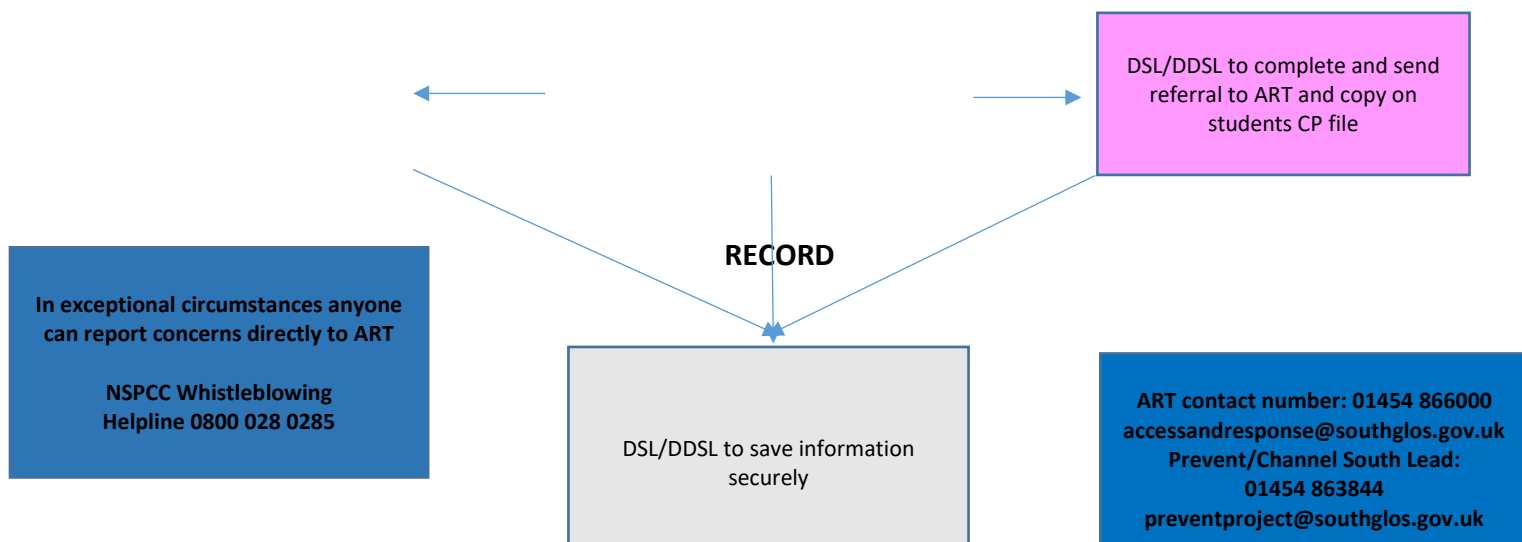 DSL/DDSL to complete and send
referral to ART and copy on
students CP file
RECORD
In exceptional circumstances anyone
can report concerns directly to ART
NSPCC Whistleblowing
Helpline 0800 028 0285
DSL/DDSL to save information
securely
ART contact number: 01454 866000
accessandresponse@southglos.gov.uk
Prevent/Channel South Lead:
01454 863844
preventproject@southglos.gov.uk